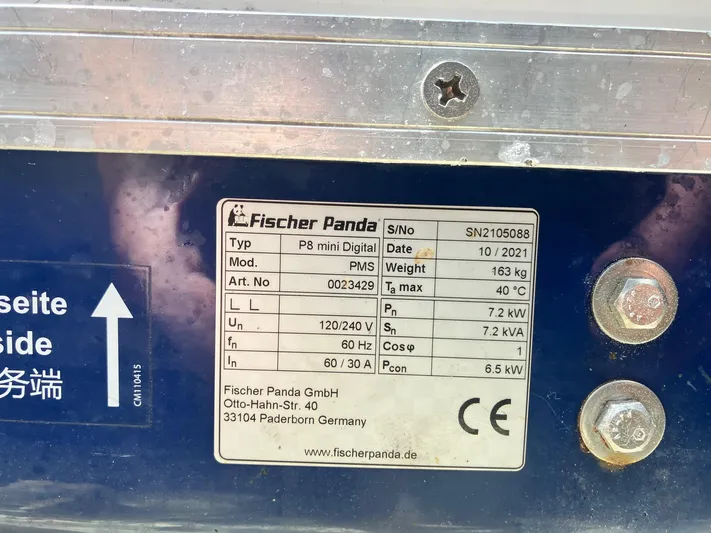 Fischer Panda
Typ P8 mini Digital
Mod. PMS
Art. No 0023429
L L
Un 120/240 V
fn 60 Hz
In 60 / 30 A
S/No SN2105088
Date 10 / 2021
Weight 163 kg
Ta max 40 °C
Pn 7.2 kW
Sn 7.2 kVA
Cosφ 1
Pcon 6.5 kW
Fischer Panda GmbH
Otto-Hahn-Str. 40
33104 Paderborn Germany
CE
www.fischerpanda.de
seite
side
务端
CM110415